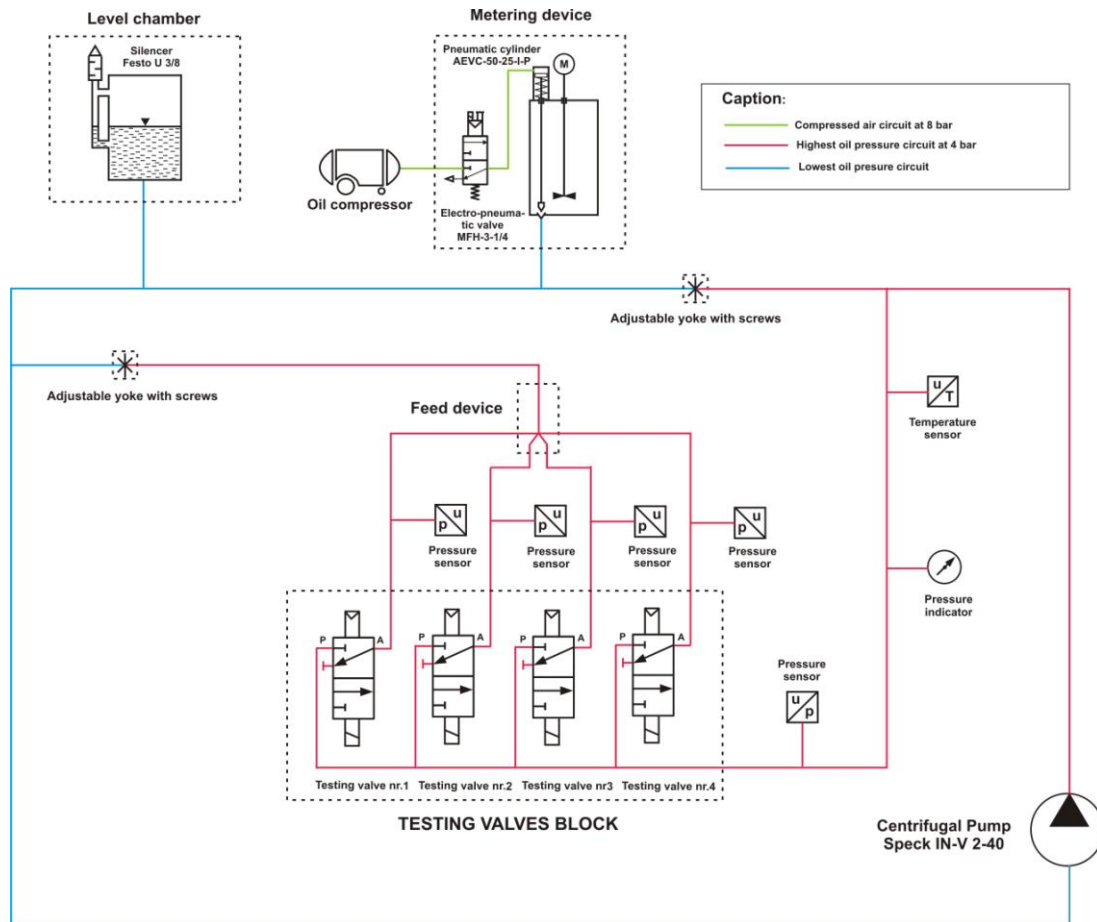 Level chamber
Silencer
Festo U 3/8
Metering device
Pneumatic cylinder
AEVC-50-25-I-P
M
Oil compressor
Electro-pneuma-
tic valve
MFH-3-1/4
Caption:
Compressed air circuit at 8 bar
Highest oil pressure circuit at 4 bar
Lowest oil presure circuit
Adjustable yoke with screws
Adjustable yoke with screws
Feed device
u
T
Temperature
sensor
p u
Pressure
sensor
p u
Pressure
sensor
p u
Pressure
sensor
p u
Pressure
sensor
Pressure
indicator
P A
P A
P A
P A
Pressure
sensor
u
p
Testing valve nr.1
Testing valve nr.2
Testing valve nr3
Testing valve nr.4
TESTING VALVES BLOCK
Centrifugal Pump
Speck IN-V 2-40